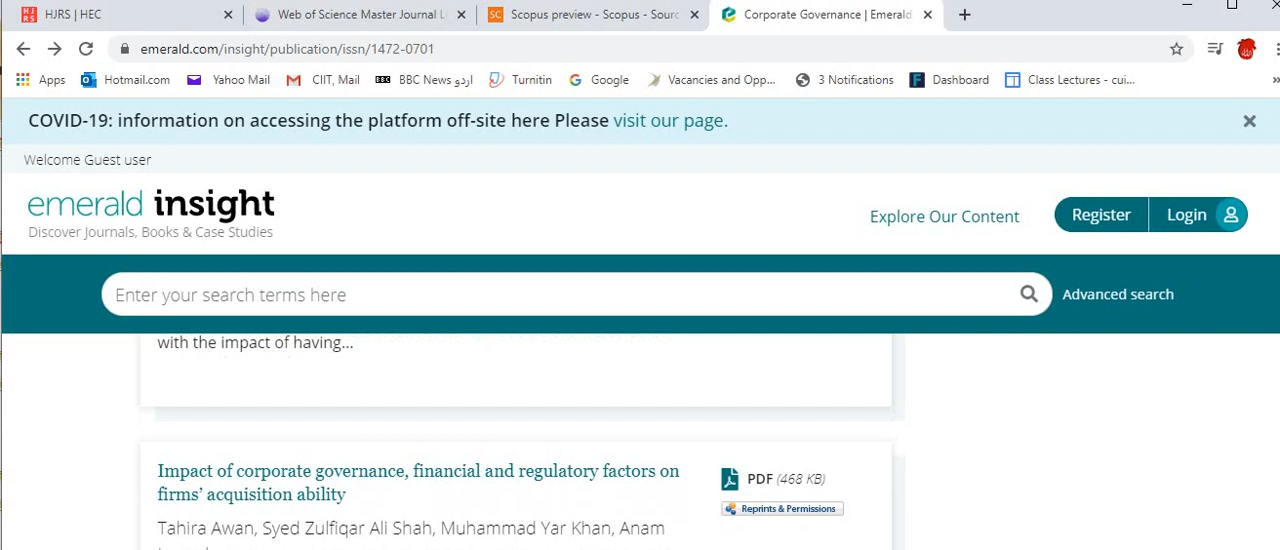 HJRS | HEC
Web of Science Master Journal L
Scopus preview - Scopus - Sourc
Corporate Governance | Emerald
emerald.com/insight/publication/issn/1472-0701
Apps
Hotmail.com
Yahoo Mail
CIIT, Mail
BBC News اردو
Turnitin
Google
Vacancies and Opp...
3 Notifications
Dashboard
Class Lectures - cui...
COVID-19: information on accessing the platform off-site here Please visit our page.
Welcome Guest user
emerald insight
Discover Journals, Books & Case Studies
Explore Our Content
Register
Login
Enter your search terms here
Advanced search
with the impact of having...
Impact of corporate governance, financial and regulatory factors on
firms’ acquisition ability
PDF (468 KB)
Reprints & Permissions
Tahira Awan, Syed Zulfiqar Ali Shah, Muhammad Yar Khan, Anam